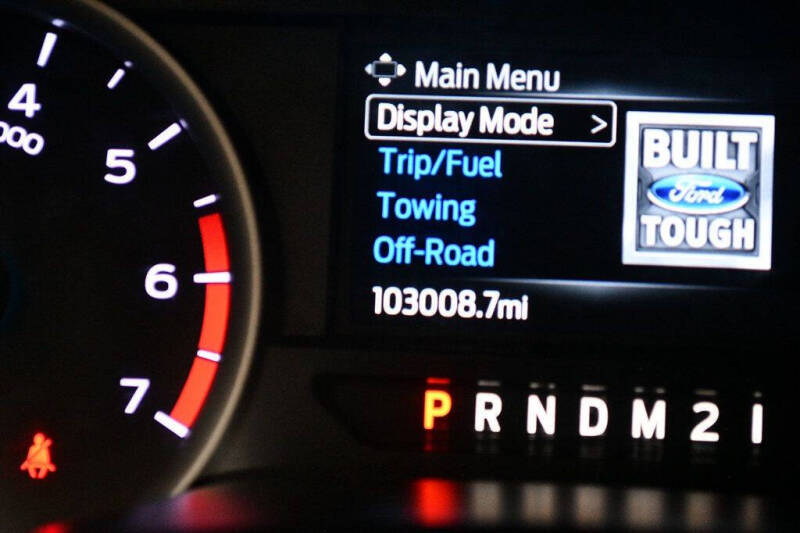 4
000
5
6
7
Main Menu
Display Mode >
Trip/Fuel
Towing
Off-Road
103008.7mi
BUILT
Ford
TOUGH
P R N D M 2 1